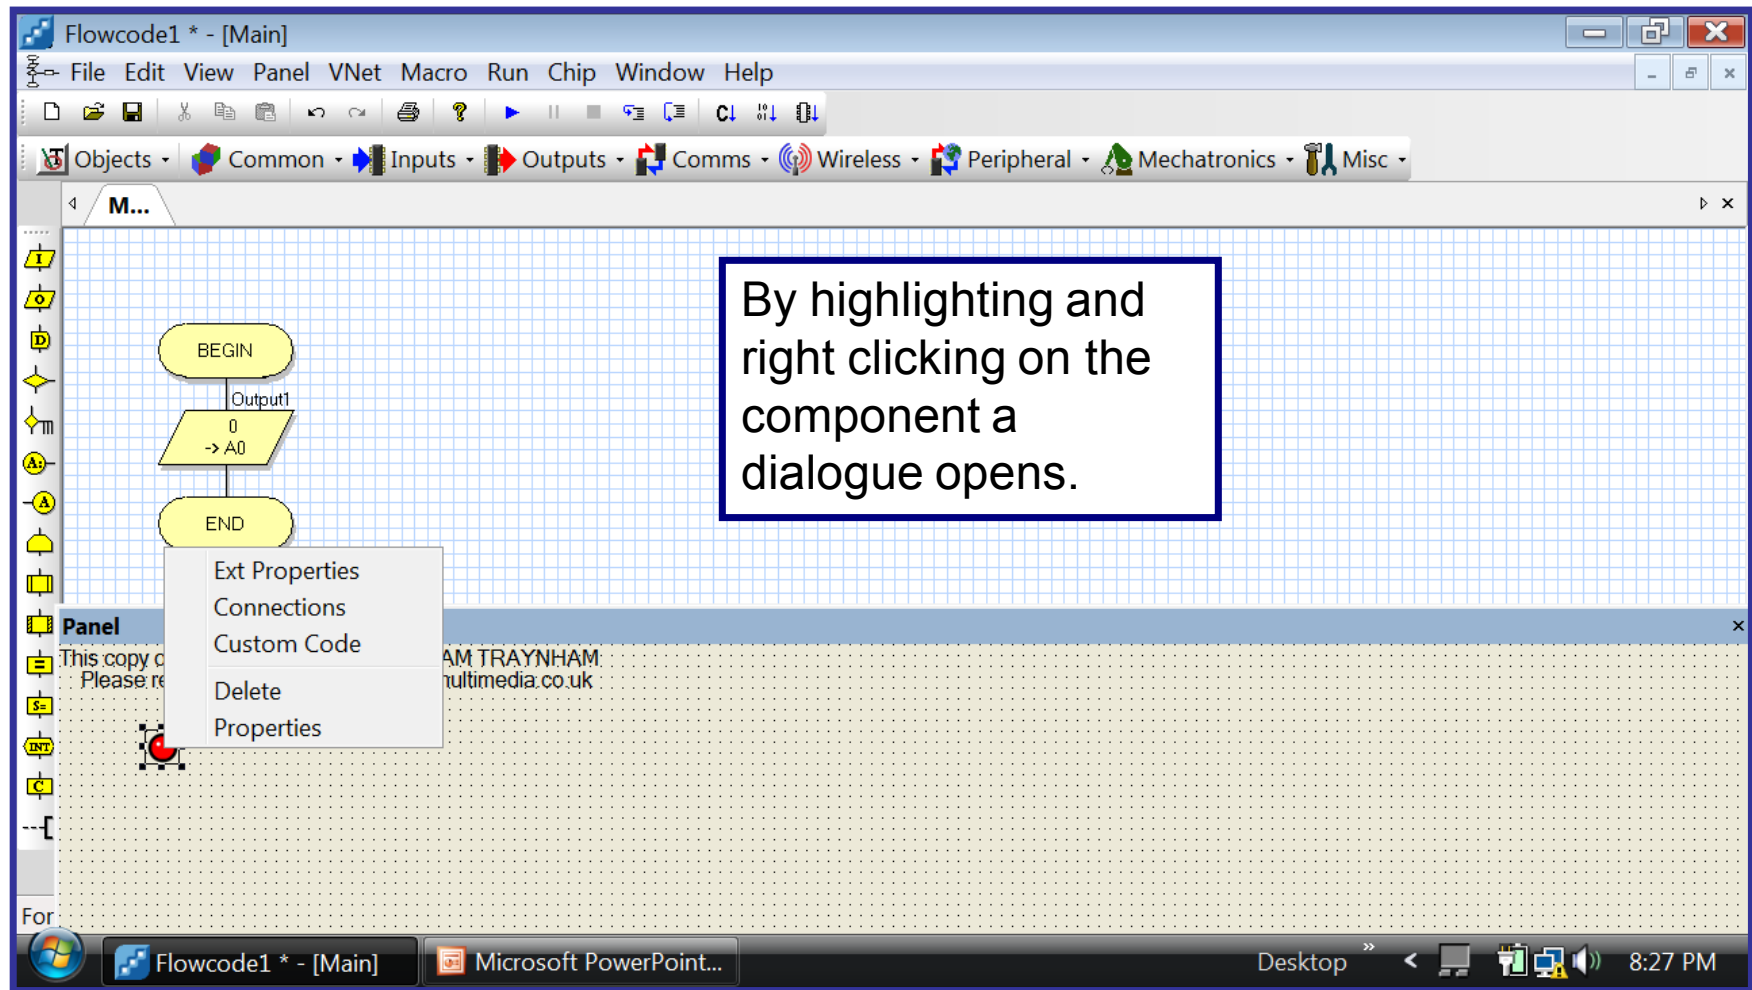 Flowcode1 * - [Main]
File Edit View Panel VNet Macro Run Chip Window Help
Objects Common Inputs Outputs Comms Wireless Peripheral Mechatronics Misc
M...
BEGIN
Output1
0
-> A0
END
By highlighting and
right clicking on the
component a
dialogue opens.
Ext Properties
Connections
Custom Code
Delete
Properties
Panel
This copy AM TRAYNHAM
Please ultimedia.co.uk
I
O
D
A:
A
=
S=
INT
C
For
Flowcode1 * - [Main] Microsoft PowerPoint... Desktop 8:27 PM